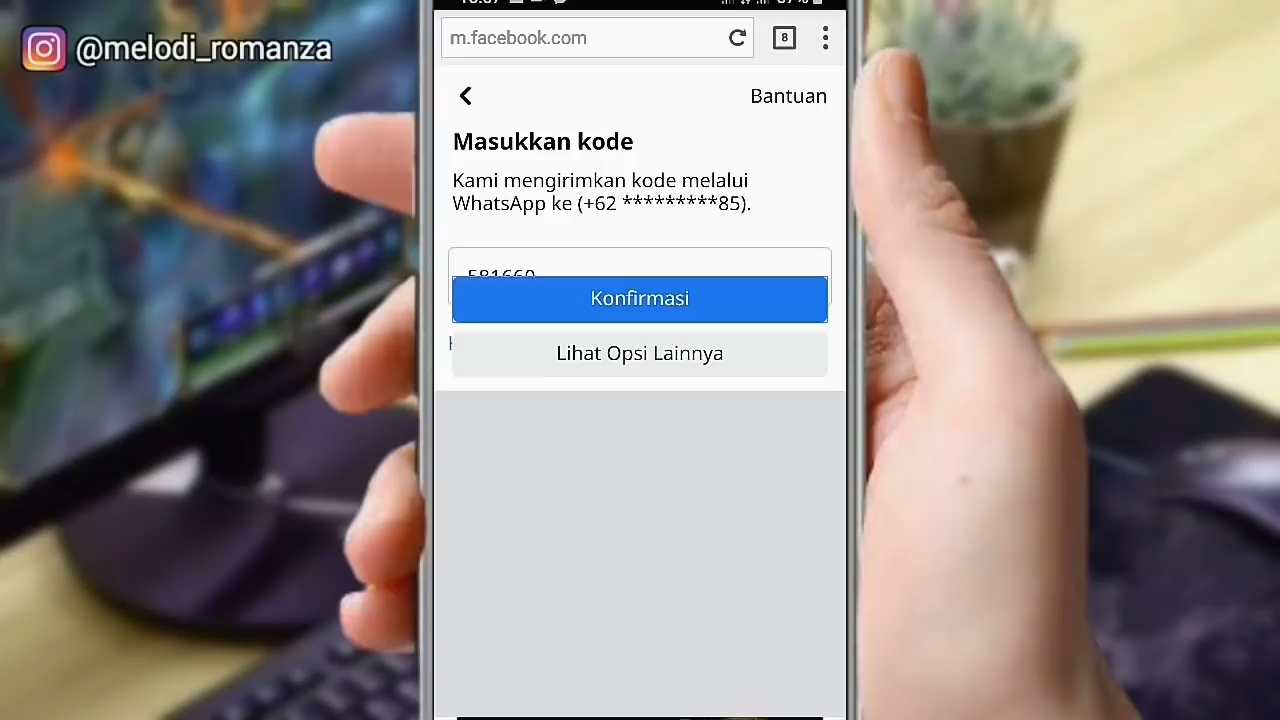 @melodi_romanza
m.facebook.com
8
Bantuan
Masukkan kode
Kami mengirimkan kode melalui
WhatsApp ke (+62 *********85).
581660
Konfirmasi
Lihat Opsi Lainnya